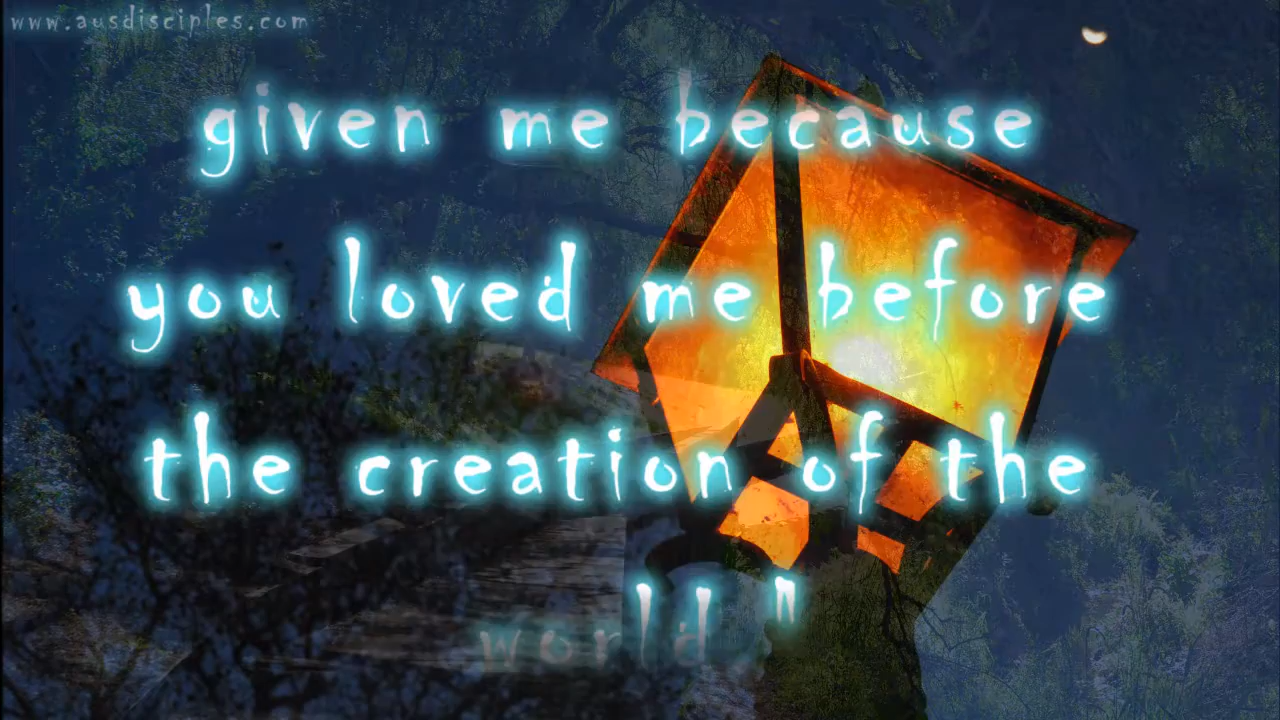 www.ausdisciples.com
given me because
you loved me before
the creation of the
world."